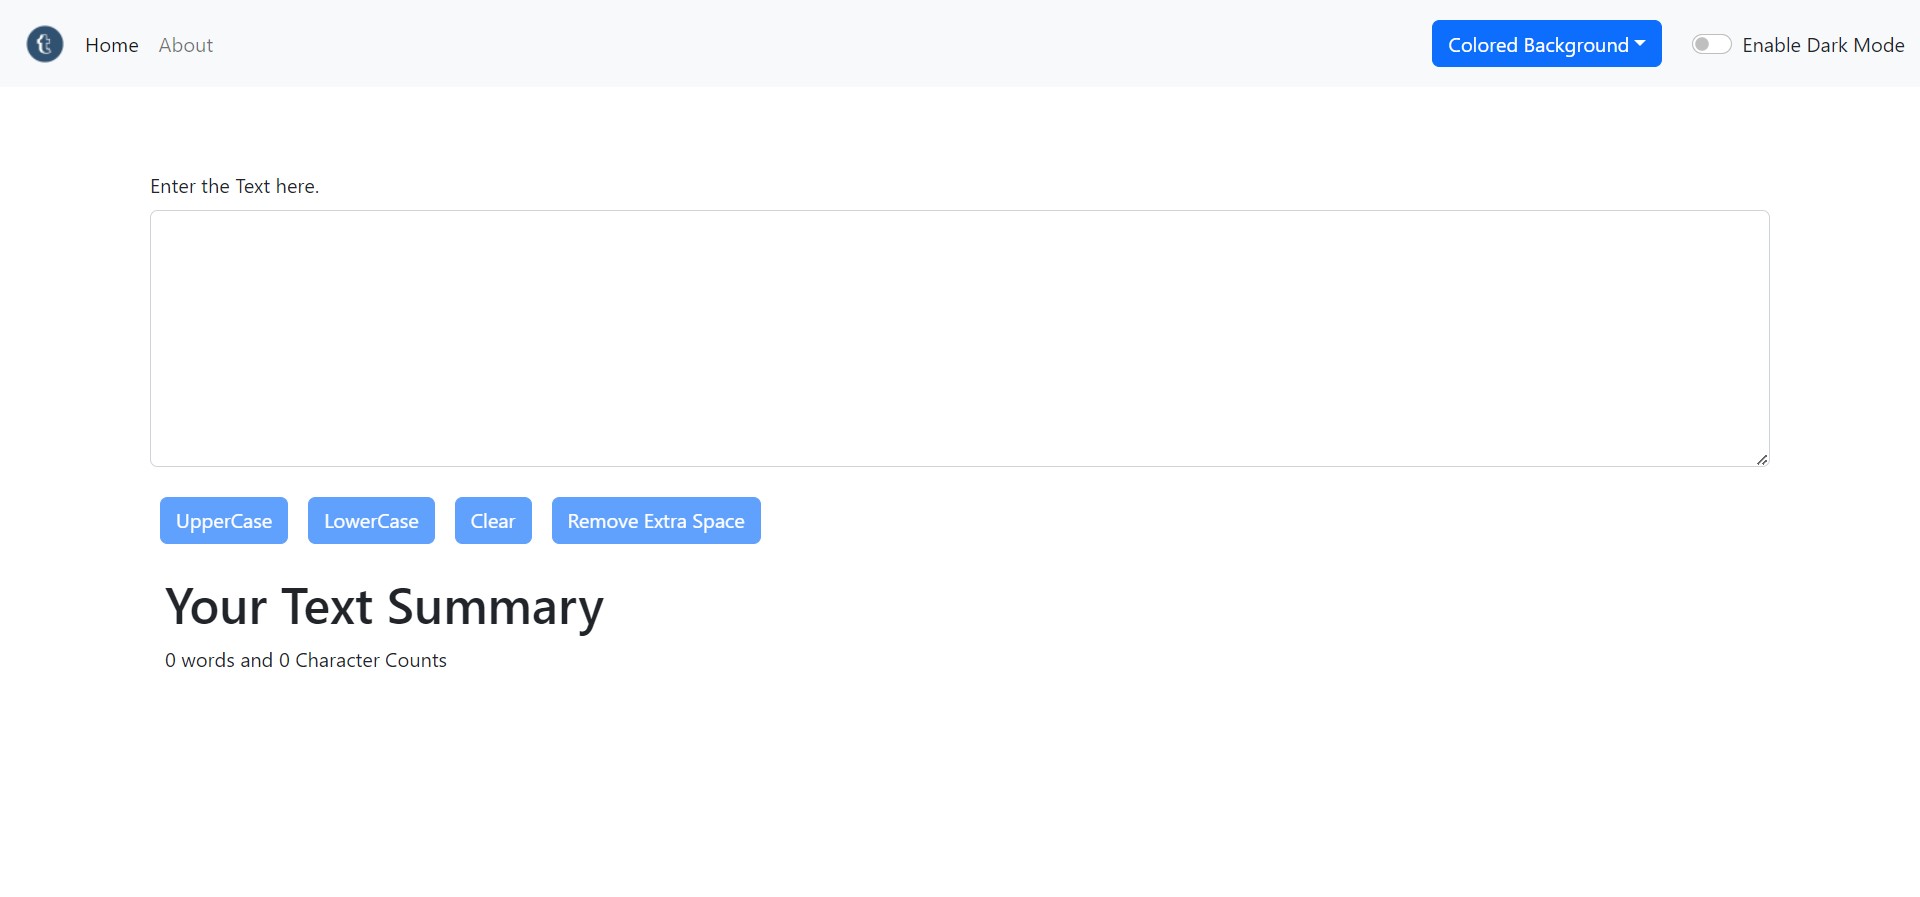 t Home About Colored Background Enable Dark Mode
Enter the Text here.
UpperCase LowerCase Clear Remove Extra Space
Your Text Summary
0 words and 0 Character Counts